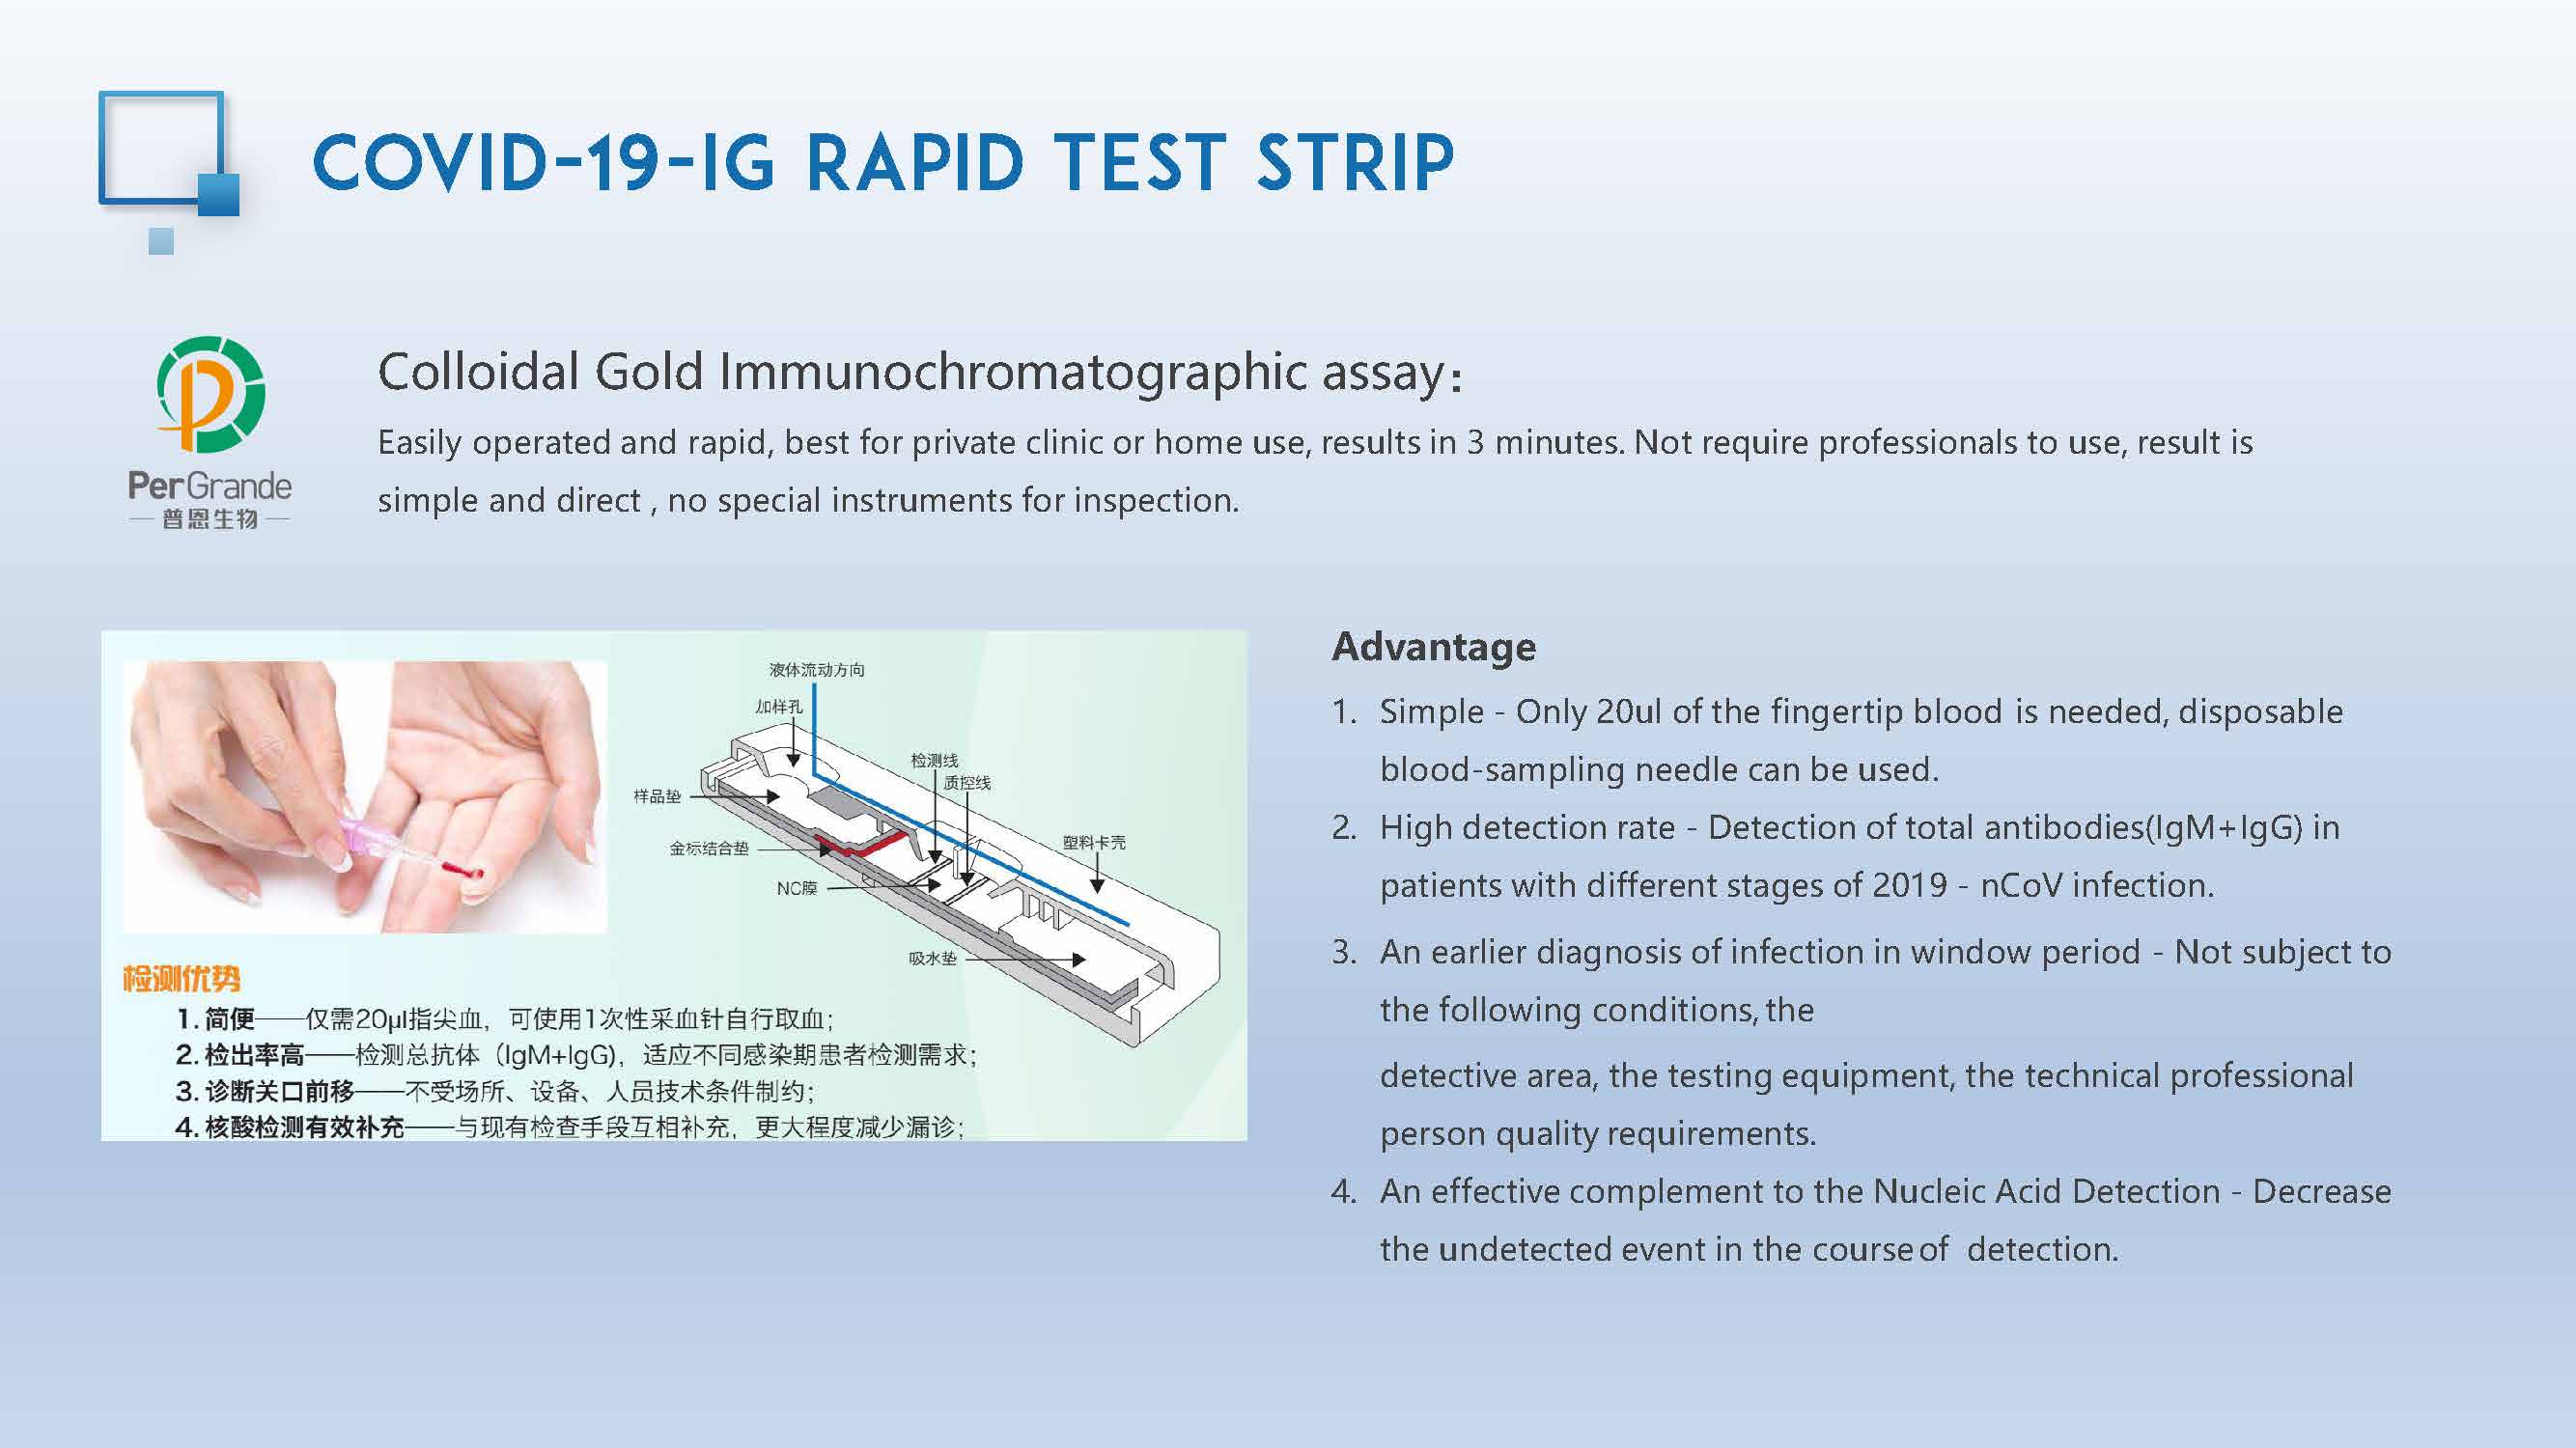 COVID-19-IG RAPID TEST STRIP
PerGrande
普恩生物
Colloidal Gold Immunochromatographic assay：
Easily operated and rapid, best for private clinic or home use, results in 3 minutes. Not require professionals to use, result is
simple and direct , no special instruments for inspection.
液体流动方向
加样孔
检测线
质控线
样品垫
金标结合垫
塑料卡壳
NC膜
吸水垫
检测优势
1. 简便——仅需20μl指尖血，可使用1次性采血针自行取血；
2. 检出率高——检测总抗体（IgM+IgG)，适应不同感染期患者检测需求；
3. 诊断关口前移——不受场所、设备、人员技术条件制约；
4. 核酸检测有效补充——与现有检查手段互相补充，更大程度减少漏诊；
Advantage
1. Simple - Only 20ul of the fingertip blood is needed, disposable
blood-sampling needle can be used.
2. High detection rate - Detection of total antibodies(IgM+IgG) in
patients with different stages of 2019 - nCoV infection.
3. An earlier diagnosis of infection in window period - Not subject to
the following conditions, the
detective area, the testing equipment, the technical professional
person quality requirements.
4. An effective complement to the Nucleic Acid Detection - Decrease
the undetected event in the course of detection.